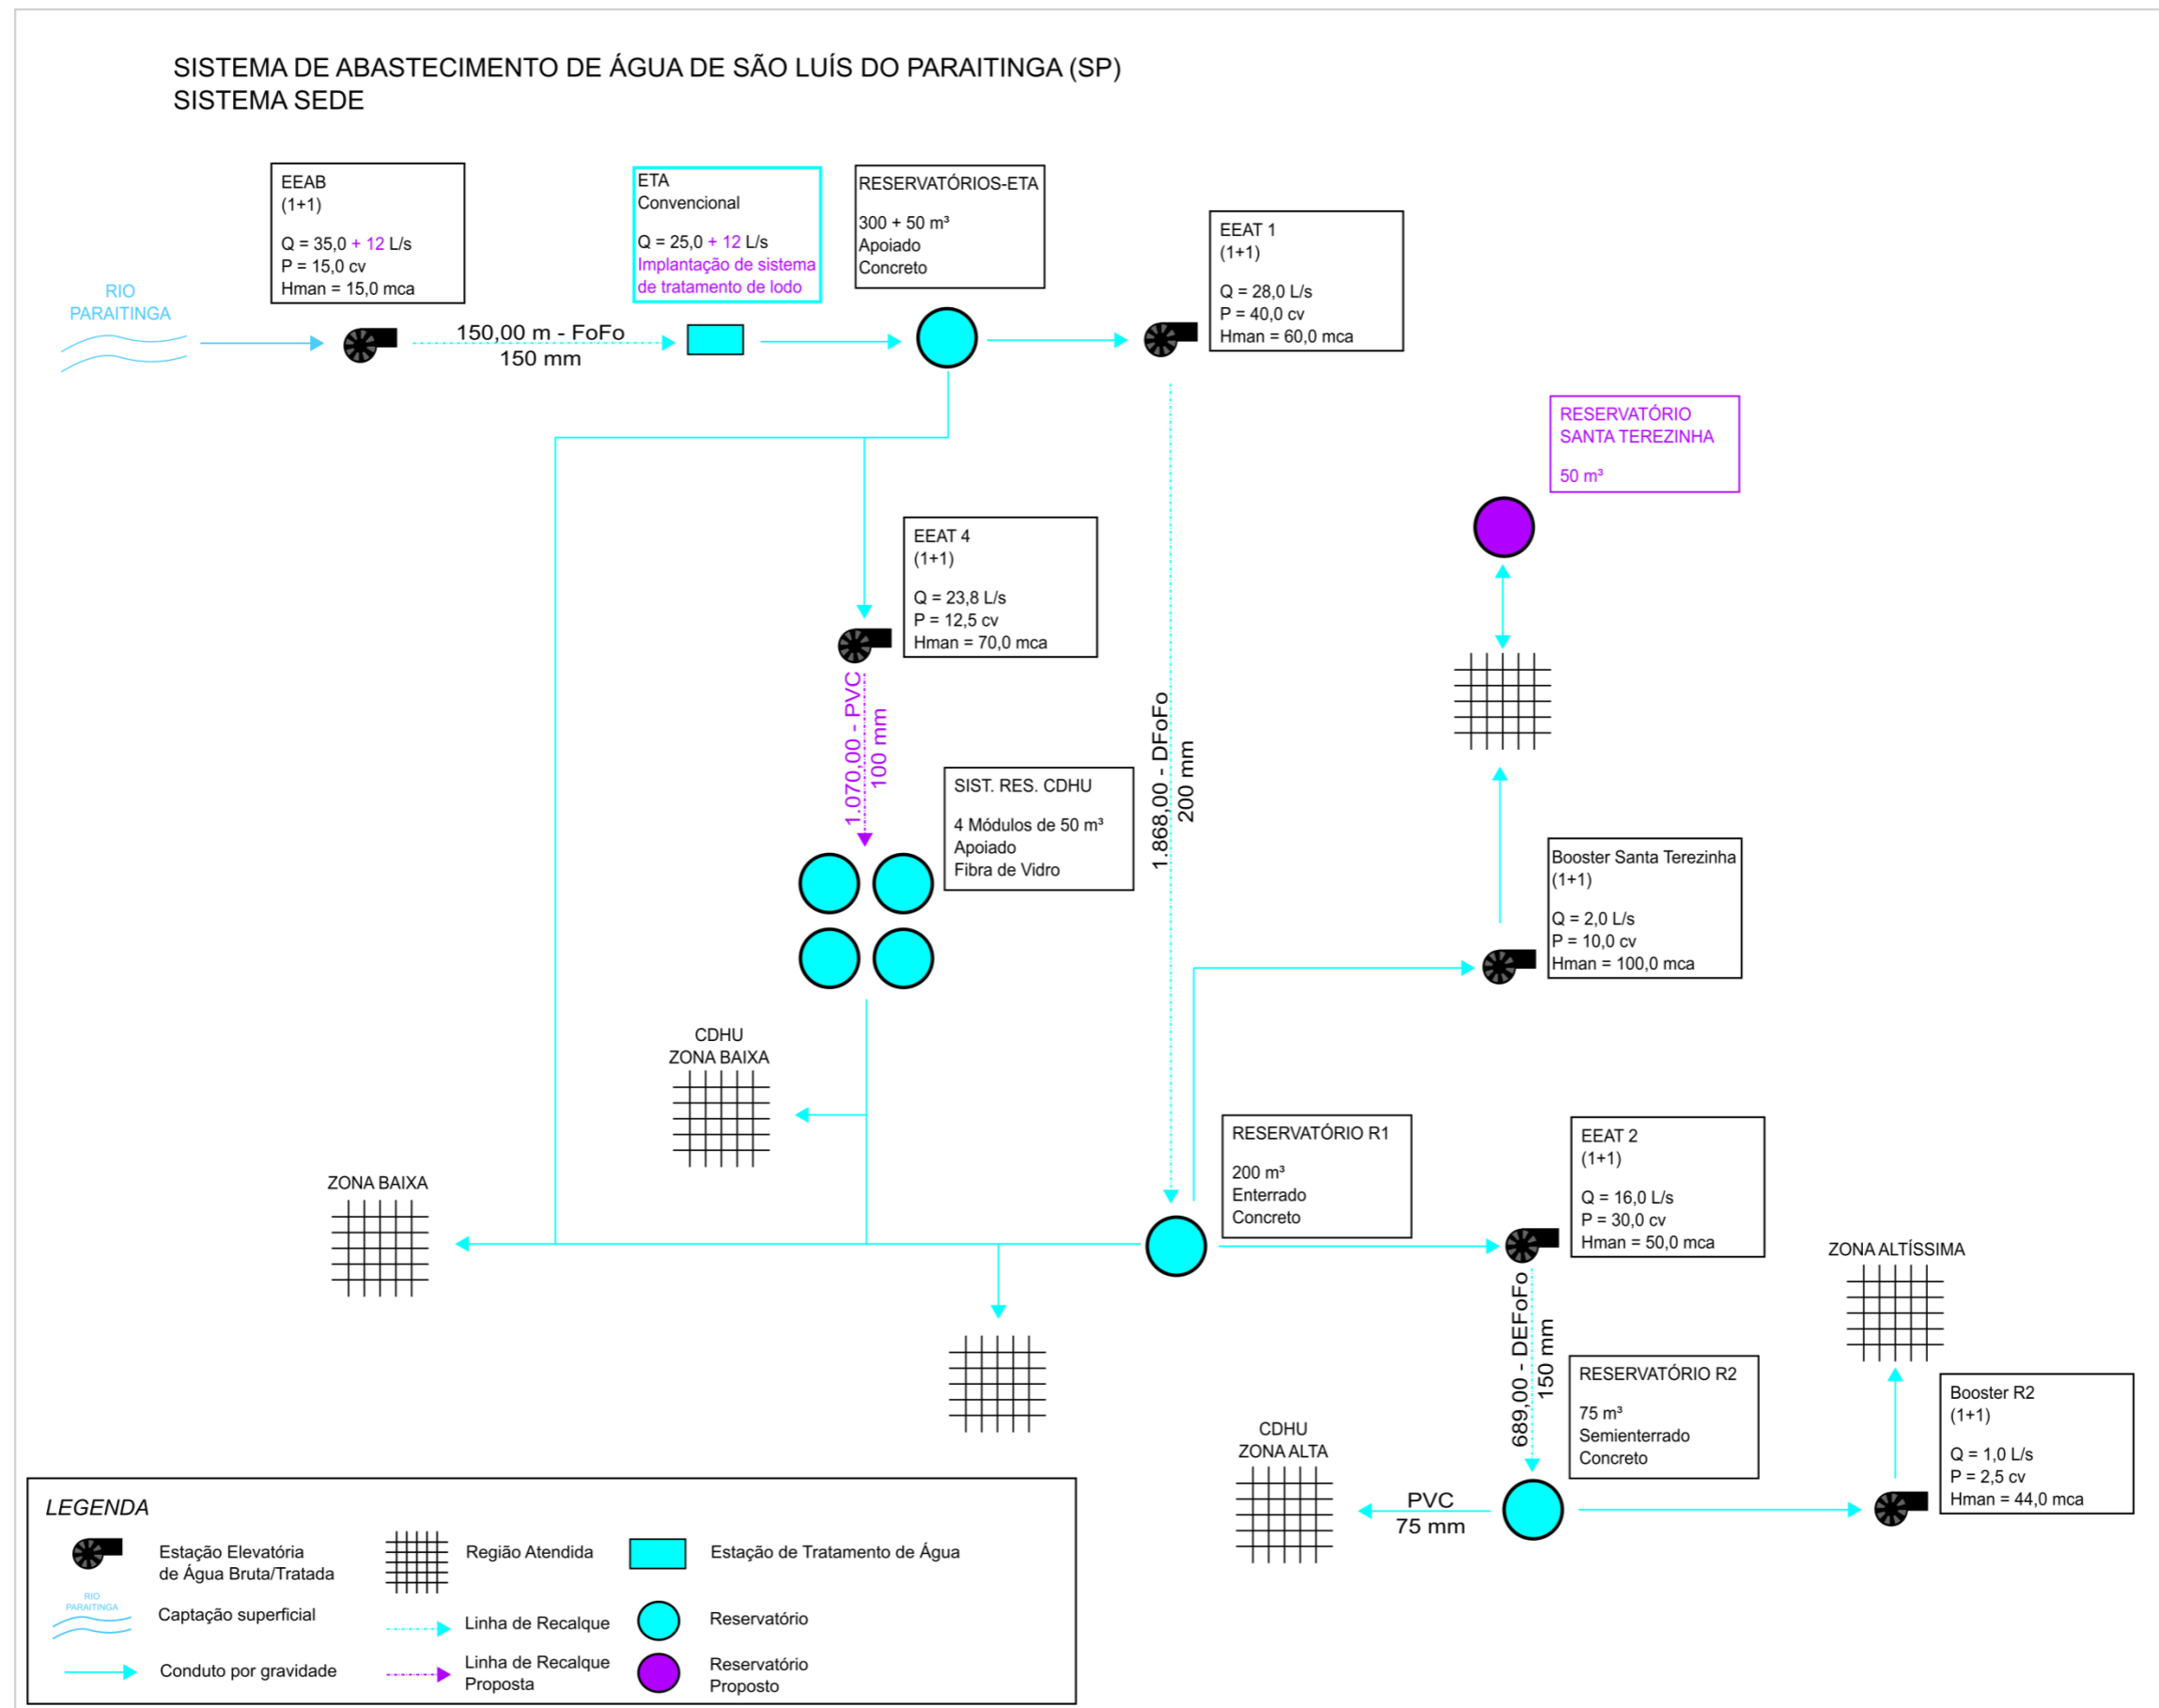 SISTEMA DE ABASTECIMENTO DE ÁGUA DE SÃO LUÍS DO PARAITINGA (SP)
SISTEMA SEDE
EEAB
(1+1)
Q = 35,0 + 12 L/s
P = 15,0 cv
Hman = 15,0 mca
ETA
Convencional
Q = 25,0 + 12 L/s
Implantação de sistema
de tratamento de lodo
RESERVATÓRIOS-ETA
300 + 50 m³
Apoiado
Concreto
EEAT 1
(1+1)
Q = 28,0 L/s
P = 40,0 cv
Hman = 60,0 mca
RIO
PARAITINGA
150,00 m - FoFo
150 mm
RESERVATÓRIO
SANTA TEREZINHA
50 m³
EEAT 4
(1+1)
Q = 23,8 L/s
P = 12,5 cv
Hman = 70,0 mca
1.070,00 - PVC
100 mm
1.868,00 - DFoFo
200 mm
SIST. RES. CDHU
4 Módulos de 50 m³
Apoiado
Fibra de Vidro
Booster Santa Terezinha
(1+1)
Q = 2,0 L/s
P = 10,0 cv
Hman = 100,0 mca
CDHU
ZONA BAIXA
ZONA BAIXA
RESERVATÓRIO R1
200 m³
Enterrado
Concreto
EEAT 2
(1+1)
Q = 16,0 L/s
P = 30,0 cv
Hman = 50,0 mca
ZONA ALTÍSSIMA
689,00 - DEFoFo
150 mm
RESERVATÓRIO R2
75 m³
Semienterrado
Concreto
Booster R2
(1+1)
Q = 1,0 L/s
P = 2,5 cv
Hman = 44,0 mca
CDHU
ZONA ALTA
PVC
75 mm
LEGENDA
Estação Elevatória
de Água Bruta/Tratada
Região Atendida
Estação de Tratamento de Água
RIO
PARAITINGA
Captação superficial
Linha de Recalque
Reservatório
Conduto por gravidade
Linha de Recalque
Proposta
Reservatório
Proposto